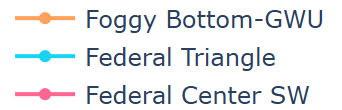 Foggy Bottom-GWU
Federal Triangle
Federal Center SW